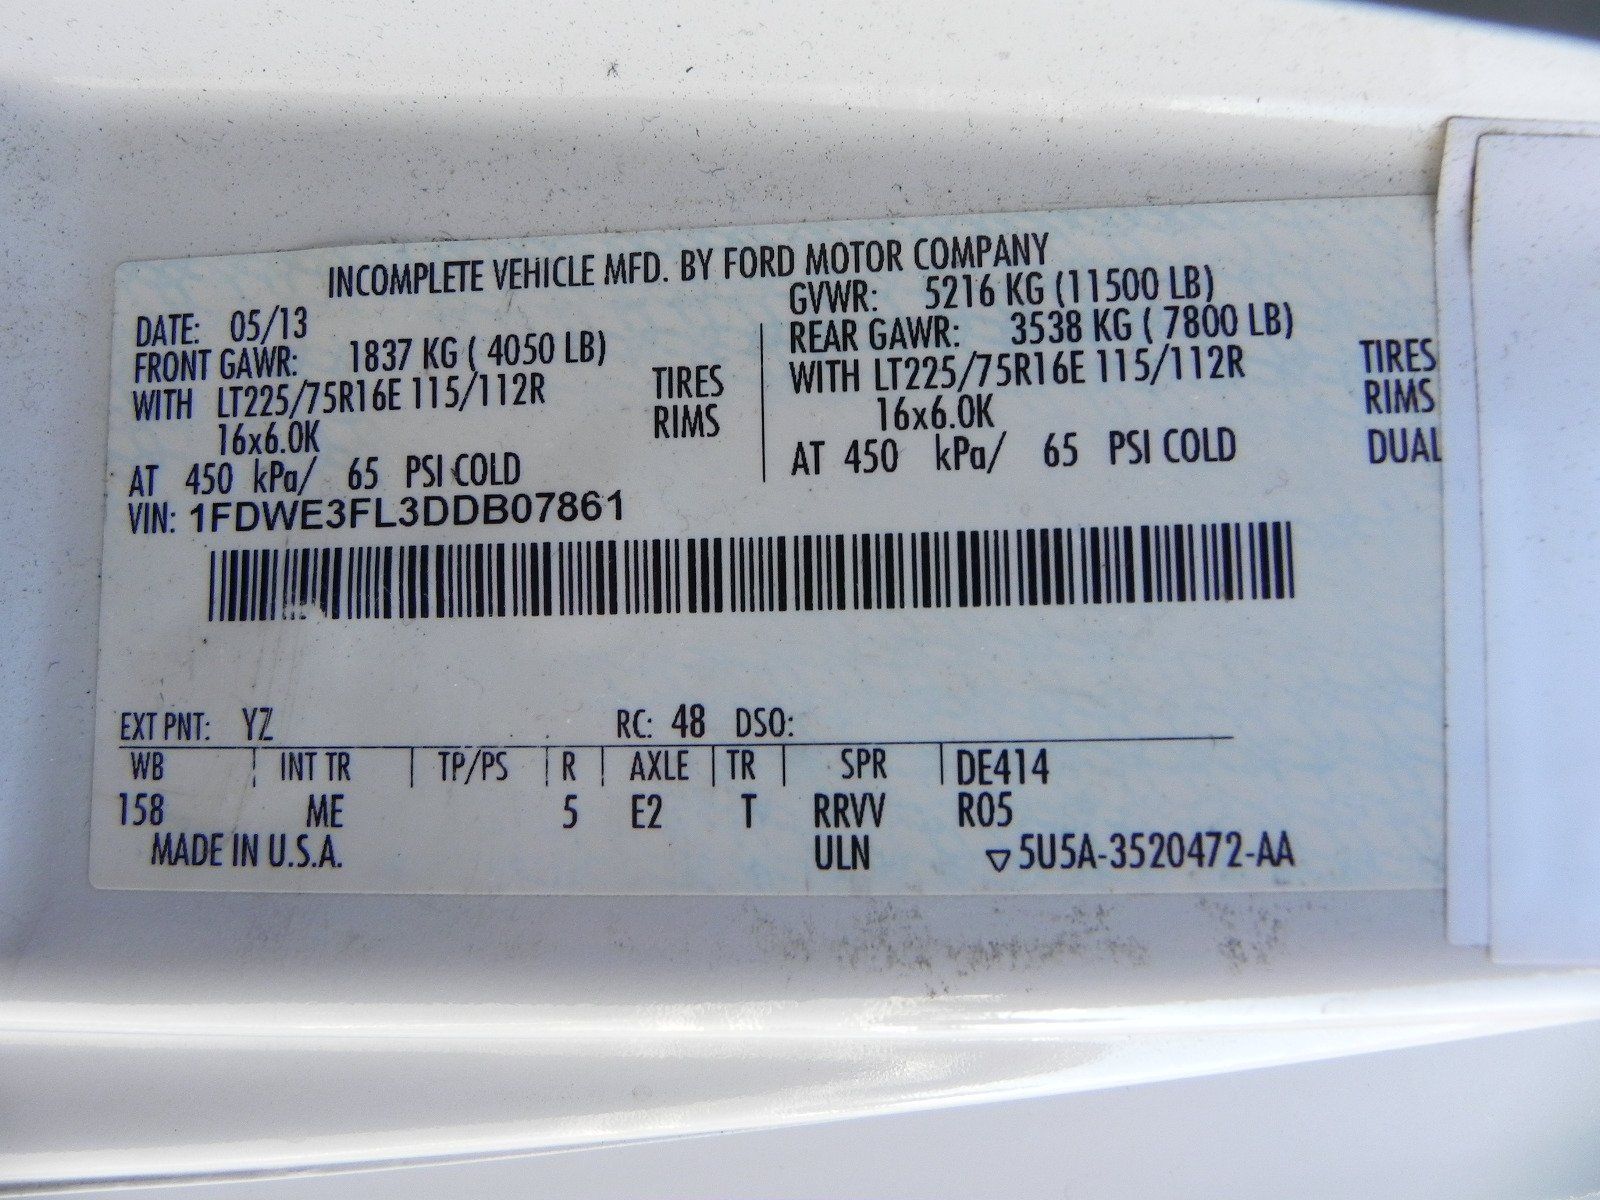 INCOMPLETE VEHICLE MFD. BY FORD MOTOR COMPANY
DATE: 05/13
GVWR: 5216 KG (11500 LB)
FRONT GAWR: 1837 KG ( 4050 LB)
REAR GAWR: 3538 KG ( 7800 LB)
WITH LT225/75R16E 115/112R TIRES
WITH LT225/75R16E 115/112R TIRES
16x6.0K RIMS
16x6.0K RIMS
AT 450 kPa/ 65 PSI COLD
AT 450 kPa/ 65 PSI COLD DUAL
VIN: 1FDWE3FL3DDB07861
EXT PNT: YZ RC: 48 DSO:
WB INT TR TP/PS R AXLE TR SPR DE414
158 ME 5 E2 T RRVV R05
MADE IN U.S.A. ULN ▽5U5A-3520472-AA